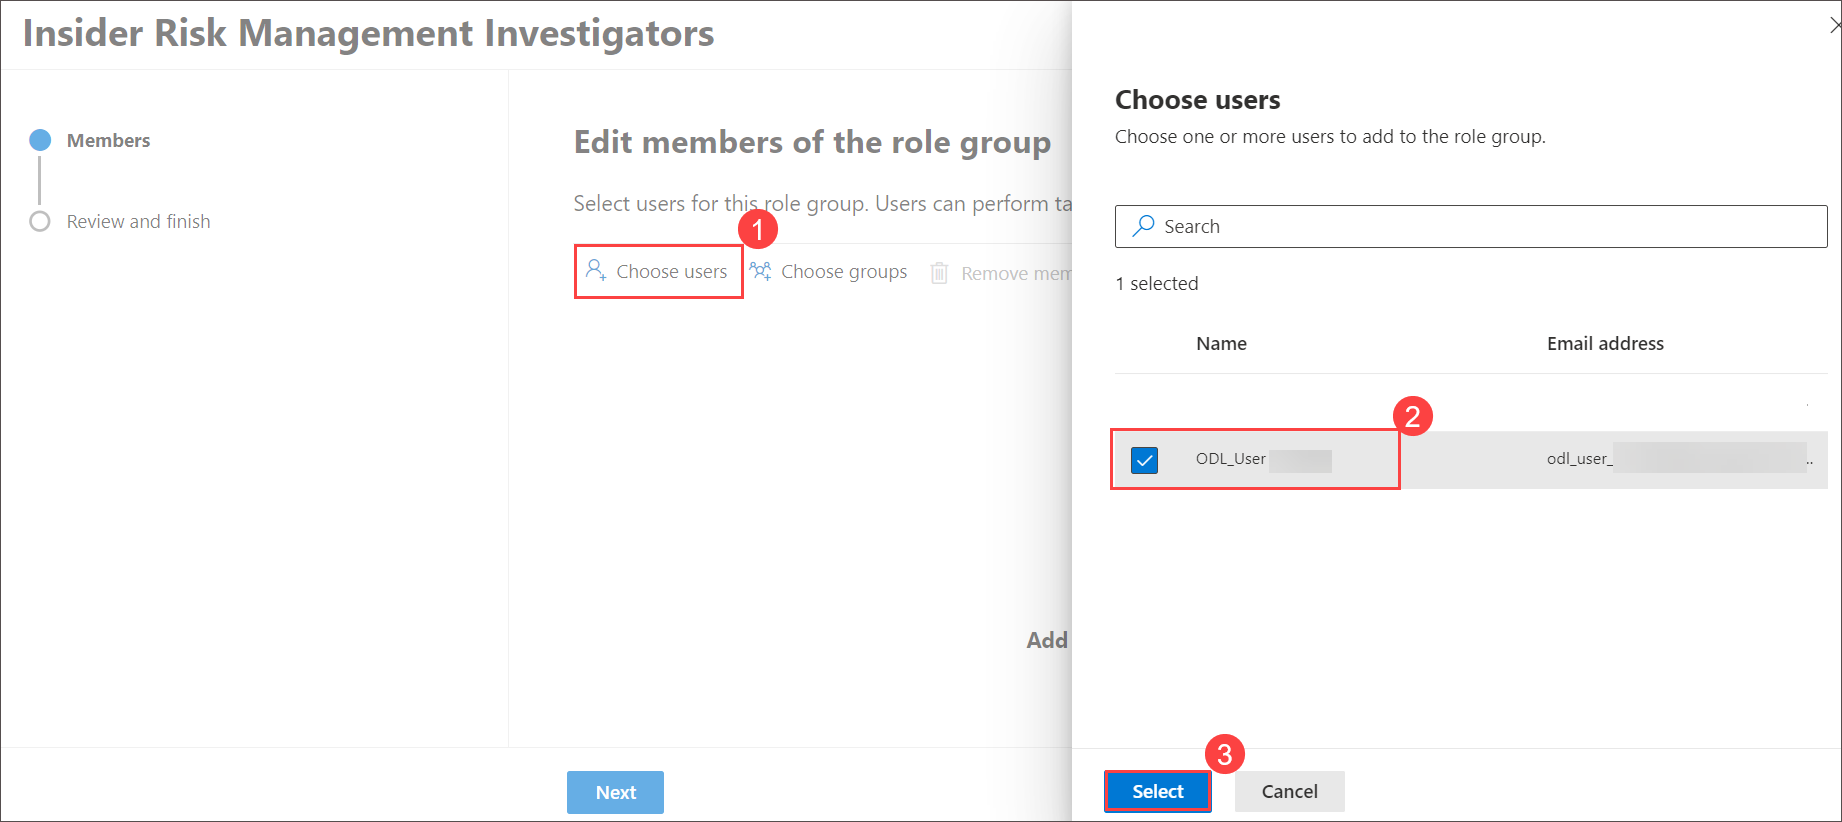 Insider Risk Management Investigators
Members
Review and finish
Edit members of the role group
Select users for this role group. Users can perform ta
1
Choose users
Choose groups
Remove mem
Add
Next
Choose users
Choose one or more users to add to the role group.
Search
1 selected
Name Email address
2
ODL_User odl_user_ ..
3
Select
Cancel